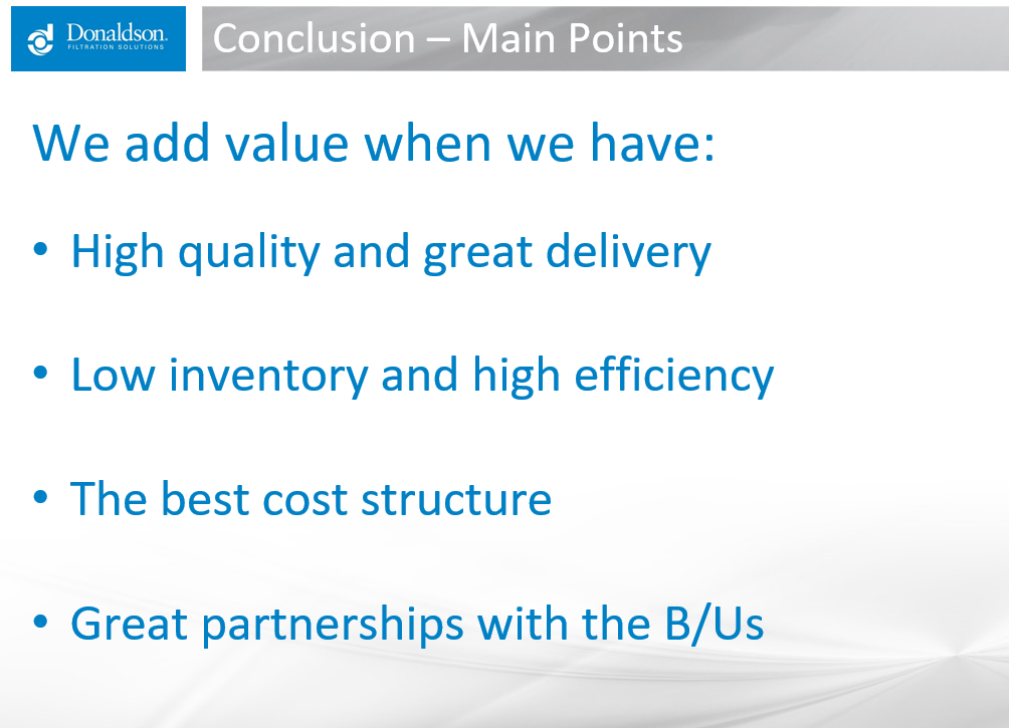 Donaldson.
FILTRATION SOLUTIONS
Conclusion – Main Points
We add value when we have:
• High quality and great delivery
• Low inventory and high efficiency
• The best cost structure
• Great partnerships with the B/Us